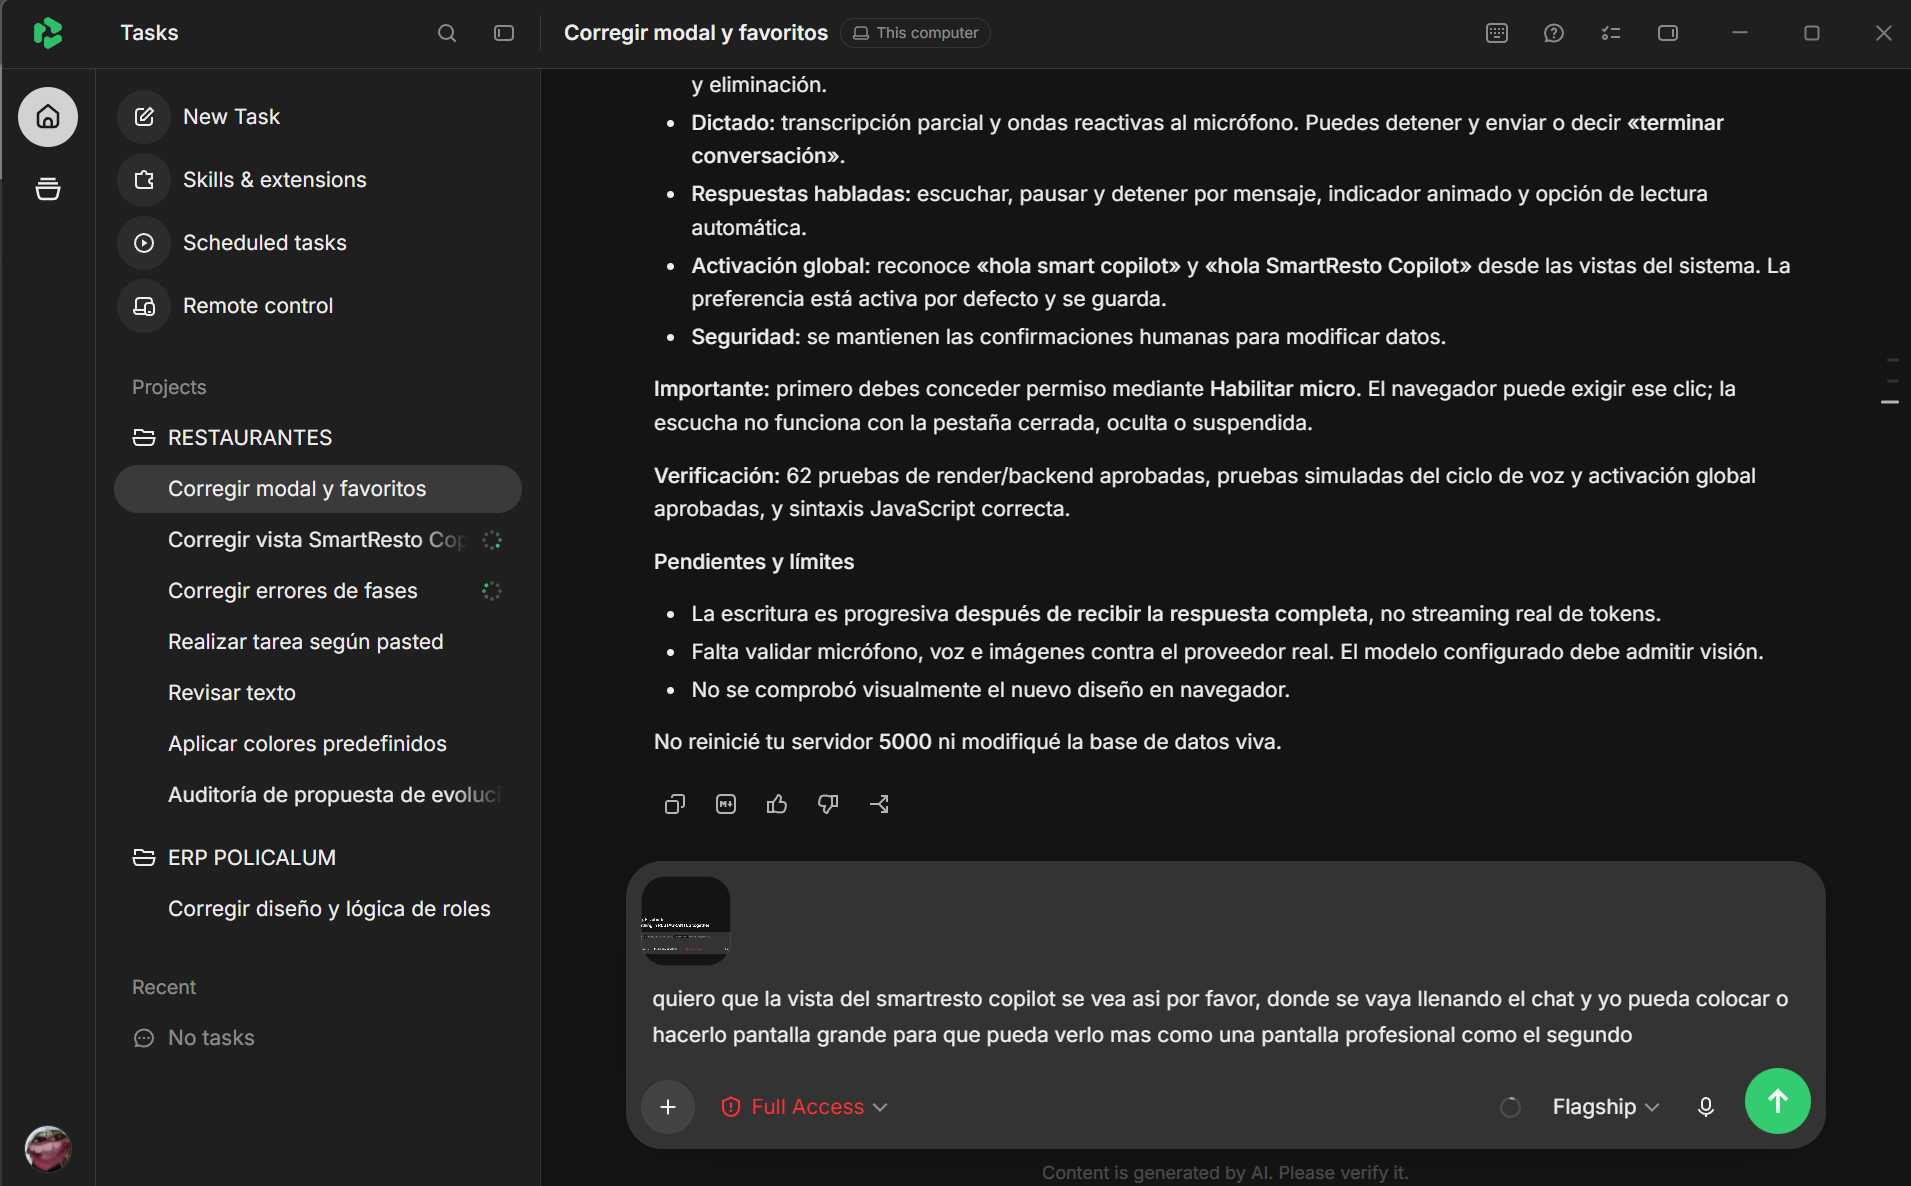 Tasks
Corregir modal y favoritos
This computer
New Task
Skills & extensions
Scheduled tasks
Remote control
Projects
RESTAURANTES
Corregir modal y favoritos
Corregir vista SmartResto Cop
Corregir errores de fases
Realizar tarea según pasted
Revisar texto
Aplicar colores predefinidos
Auditoría de propuesta de evoluci
ERP POLICALUM
Corregir diseño y lógica de roles
Recent
No tasks
y eliminación.
• Dictado: transcripción parcial y ondas reactivas al micrófono. Puedes detener y enviar o decir «terminar
conversación».
• Respuestas habladas: escuchar, pausar y detener por mensaje, indicador animado y opción de lectura
automática.
• Activación global: reconoce «hola smart copilot» y «hola SmartResto Copilot» desde las vistas del sistema. La
preferencia está activa por defecto y se guarda.
• Seguridad: se mantienen las confirmaciones humanas para modificar datos.
Importante: primero debes conceder permiso mediante Habilitar micro. El navegador puede exigir ese clic; la
escucha no funciona con la pestaña cerrada, oculta o suspendida.
Verificación: 62 pruebas de render/backend aprobadas, pruebas simuladas del ciclo de voz y activación global
aprobadas, y sintaxis JavaScript correcta.
Pendientes y límites
• La escritura es progresiva después de recibir la respuesta completa, no streaming real de tokens.
• Falta validar micrófono, voz e imágenes contra el proveedor real. El modelo configurado debe admitir visión.
• No se comprobó visualmente el nuevo diseño en navegador.
No reinicié tu servidor 5000 ni modifiqué la base de datos viva.
quiero que la vista del smartresto copilot se vea asi por favor, donde se vaya llenando el chat y yo pueda colocar o
hacerlo pantalla grande para que pueda verlo mas como una pantalla profesional como el segundo
Full Access
Flagship
Content is generated by AI. Please verify it.